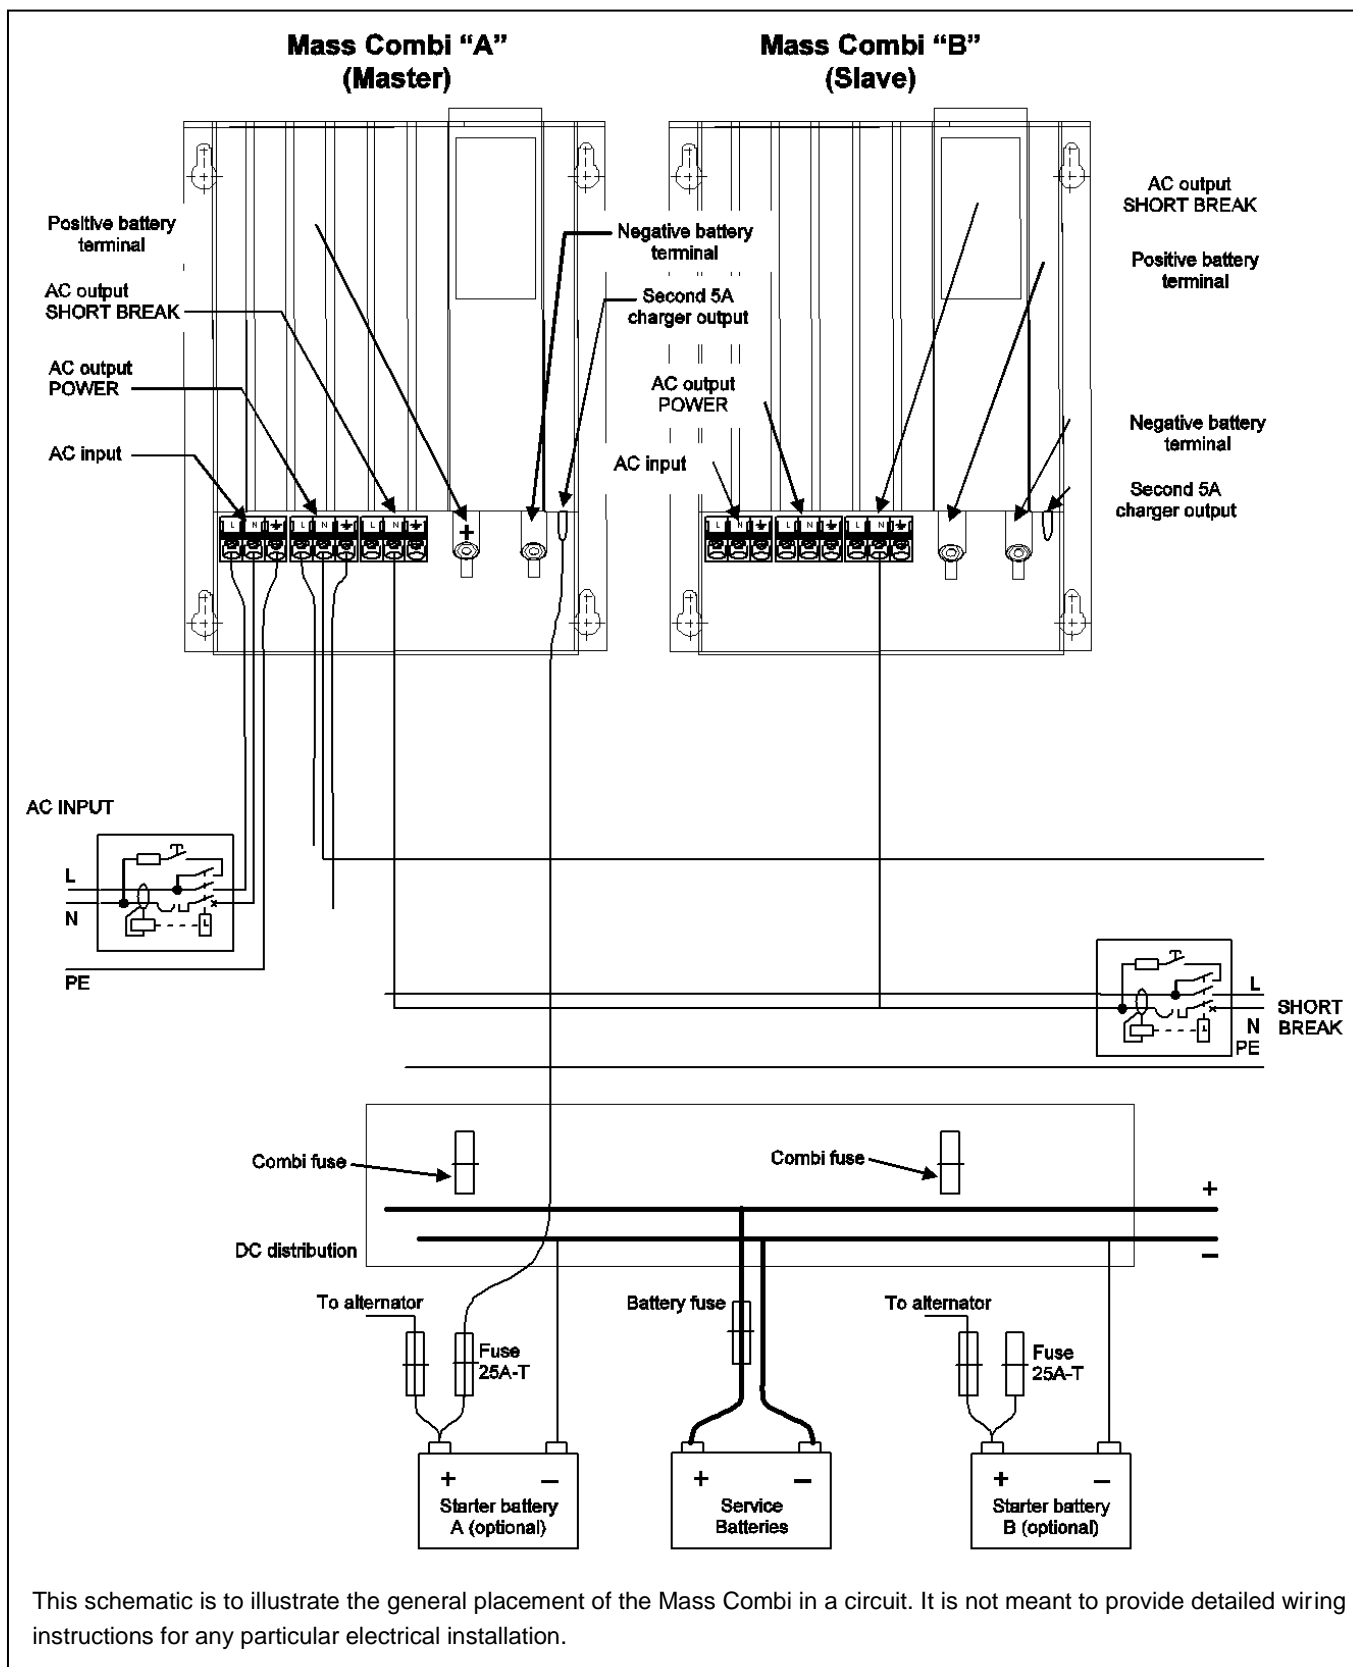 Mass Combi “A”
(Master)
Mass Combi “B”
(Slave)
Positive battery
terminal
AC output
SHORT BREAK
AC output
POWER
AC input
Negative battery
terminal
Second 5A
charger output
AC output
POWER
AC input
AC output
SHORT BREAK
Positive battery
terminal
Negative battery
terminal
Second 5A
charger output
L N L N L N
+
L N L N L N
AC INPUT
L
N
PE
L
N
PE
SHORT
BREAK
Combi fuse
Combi fuse
+
DC distribution
–
To alternator
Fuse
25A-T
Battery fuse
To alternator
Fuse
25A-T
+ –
Starter battery
A (optional)
+ –
Service
Batteries
+ –
Starter battery
B (optional)
This schematic is to illustrate the general placement of the Mass Combi in a circuit. It is not meant to provide detailed wiring
instructions for any particular electrical installation.